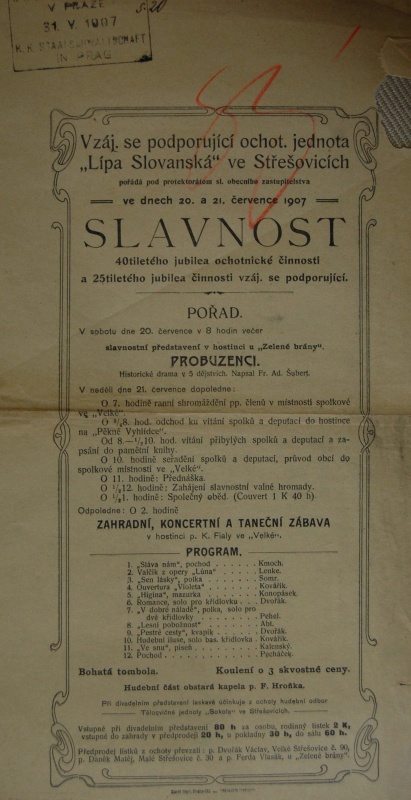 V PRAZE
31. V. 1907
K. K. STAATSANWALTSCHAFT
IN PRAG
Vzáj. se podporující ochot. jednota
„Lípa Slovanská“ ve Střešovicích
pořádá pod protektorátem sl. obecního zastupitelstva
ve dnech 20. a 21. července 1907
SLAVNOST
40tiletého jubilea ochotnické činnosti
a 25tiletého jubilea činnosti vzáj. se podporující.
POŘAD.
V sobotu dne 20. července v 8 hodin večer
slavnostní představení v hostinci u „Zelené brány“.
PROBUZENCI.
Historické drama v 5 dějstvích. Napsal Fr. Ad. Šubert.
V neděli dne 21. července dopoledne:
O 7. hodině ranní shromáždění pp. členů v místnosti spolkové
ve „Velké“.
O ¾8. hod. odchod ku vítání spolků a deputací do hostince
na „Pěkné Vyhlídce“.
Od 8.—½10. hod. vítání přibylých spolků a deputací a za-
psání do pamětní knihy.
O 10. hodině seřadění spolků a deputací, průvod obcí do
spolkové místnosti ve „Velké“.
O 11. hodině: Přednáška.
O ½12. hodině: Zahájení slavnostní valné hromady.
O ½1. hodině: Společný oběd. (Couvert 1 K 40 h)
Odpoledne: O 2. hodině
ZAHRADNÍ, KONCERTNÍ A TANEČNÍ ZÁBAVA
v hostinci p. K. Fialy ve „Velké“.
PROGRAM.
1. „Sláva nám“, pochod . . . . . . Kmoch.
2. Valčík z opery „Lůna“ . . . . . Lenke.
3. „Sen lásky“, polka . . . . . . Somr.
4. Ouvertura „Violeta“ . . . . . . Kovářík.
5. „Higina“, mazurka . . . . . . Konopásek.
6. Romance, solo pro křídlovku . . . Dvořák.
7. „V dobré náladě“, polka, solo pro
dvě křídlovky . . . . . . Pekel.
8. „Lesní pobožnost“ . . . . . . Abt.
9. „Pestré cesty“, kvapík . . . . . Dvořák.
10. Hudební iluse, solo bas. křídlovka . Kovářík.
11. „Ve snu“, píseň . . . . . . Kalenský.
12. Pochod . . . . . . Pacháček.
Bohatá tombola. Koulení o 3 skvostné ceny.
Hudební část obstará kapela p. F. Hroňka.
Při divadelním představení laskavě účinkuje z ochoty hudební odbor
Tělocvičné jednoty „Sokola“ ve Střešovicích.
Vstupné při divadelním představení 80 h za osobu, rodinný lístek 2 K,
vstupné do zahrady v předprodeji 20 h, u pokladny 30 h, do sálu 60 h.
Předprodej lístků z ochoty převzali: p. Dvořák Václav, Velké Střešovice č. 90,
p. Daněk Matěj, Malé Střešovice č. 30 a p. Ferda Vlasák, u „Zelené brány“.